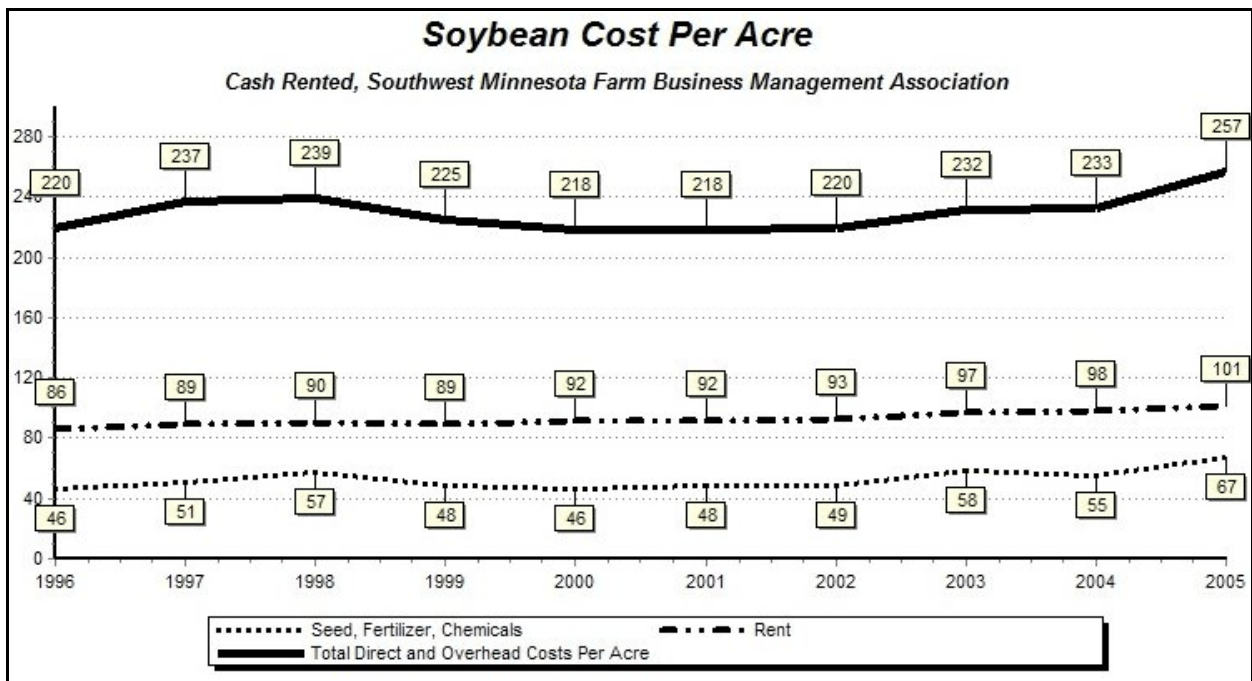 Soybean Cost Per Acre
Cash Rented, Southwest Minnesota Farm Business Management Association
280
240
200
160
120
80
40
0
220 237 239 225 218 218 220 232 233 257
86 89 90 89 92 92 93 97 98 101
46 51 57 48 46 48 49 58 55 67
1996 1997 1998 1999 2000 2001 2002 2003 2004 2005
Seed, Fertilizer, Chemicals Rent
Total Direct and Overhead Costs Per Acre